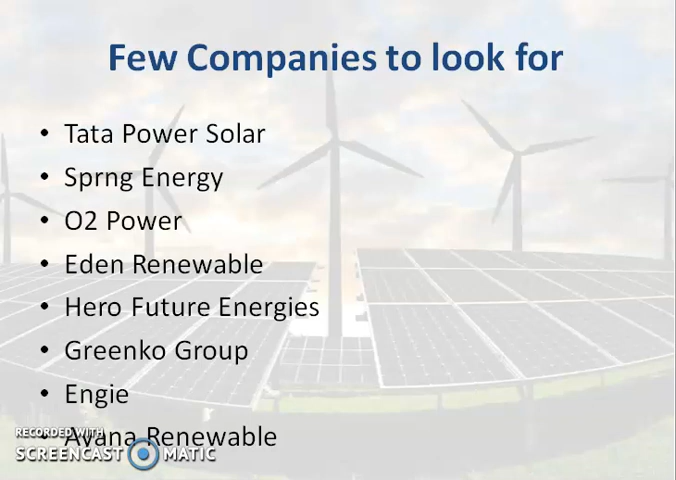 Few Companies to look for
• Tata Power Solar
• Sprng Energy
• O2 Power
• Eden Renewable
• Hero Future Energies
• Greenko Group
• Engie
• Ayana Renewable
RECORDED WITH
SCREENCAST MATIC